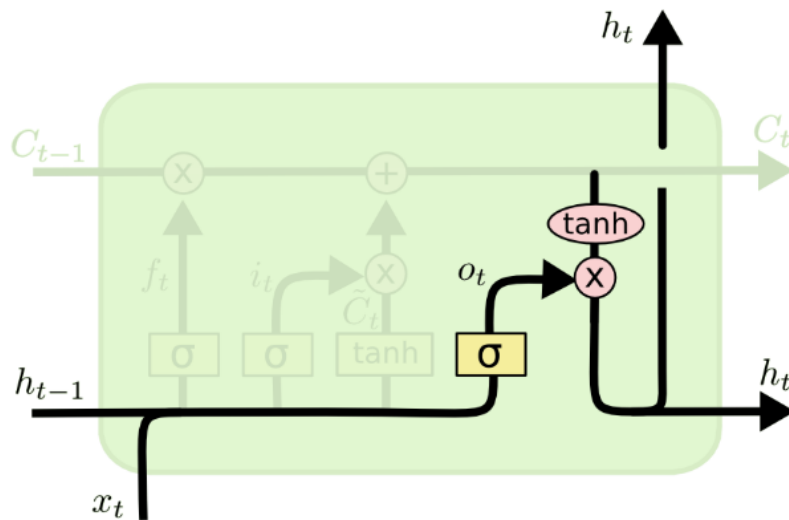 h_t
C_{t-1}
C_t
x
+
tanh
f_t
i_t
x
o_t
x
C̃_t
σ
σ
tanh
σ
h_{t-1}
h_t
x_t